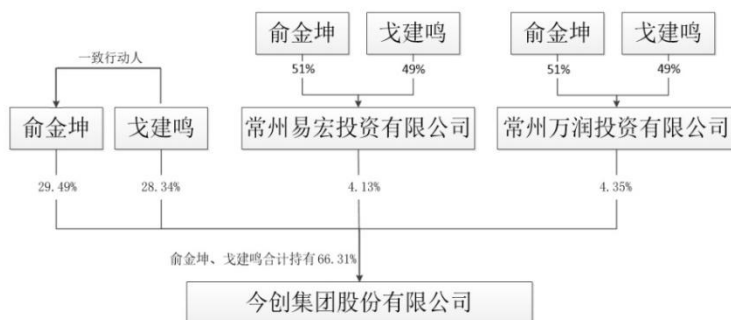 俞金坤
戈建鸣
俞金坤
戈建鸣
51%
49%
51%
49%
一致行动人
俞金坤
戈建鸣
常州易宏投资有限公司
常州万润投资有限公司
29.49%
28.34%
4.13%
4.35%
俞金坤、戈建鸣合计持有66.31%
今创集团股份有限公司